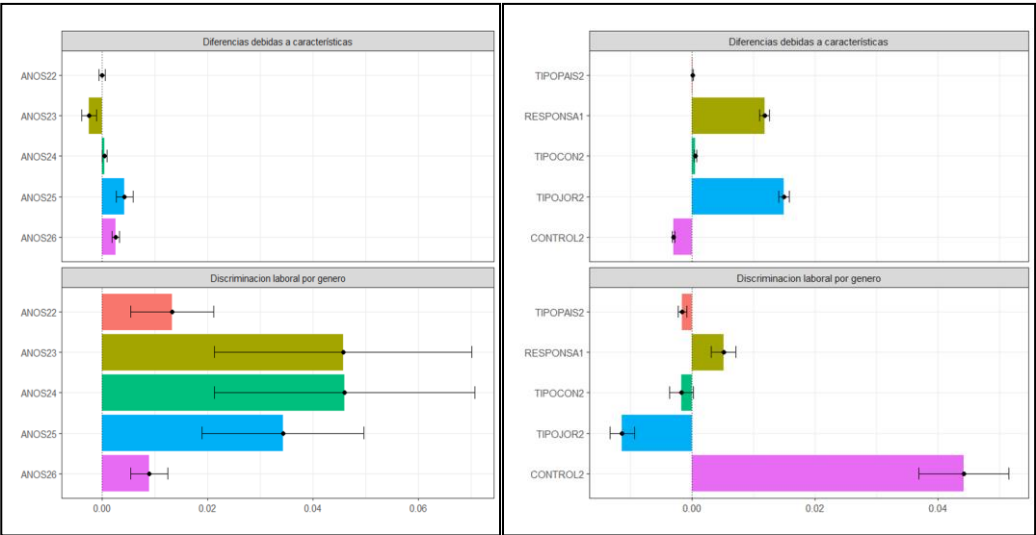 Diferencias debidas a características
ANOS22
ANOS23
ANOS24
ANOS25
ANOS26
Discriminacion laboral por genero
ANOS22
ANOS23
ANOS24
ANOS25
ANOS26
0.00 0.02 0.04 0.06
Diferencias debidas a características
TIPOPAIS2
RESPONSA1
TIPOCON2
TIPOJOR2
CONTROL2
Discriminacion laboral por genero
TIPOPAIS2
RESPONSA1
TIPOCON2
TIPOJOR2
CONTROL2
0.00 0.02 0.04